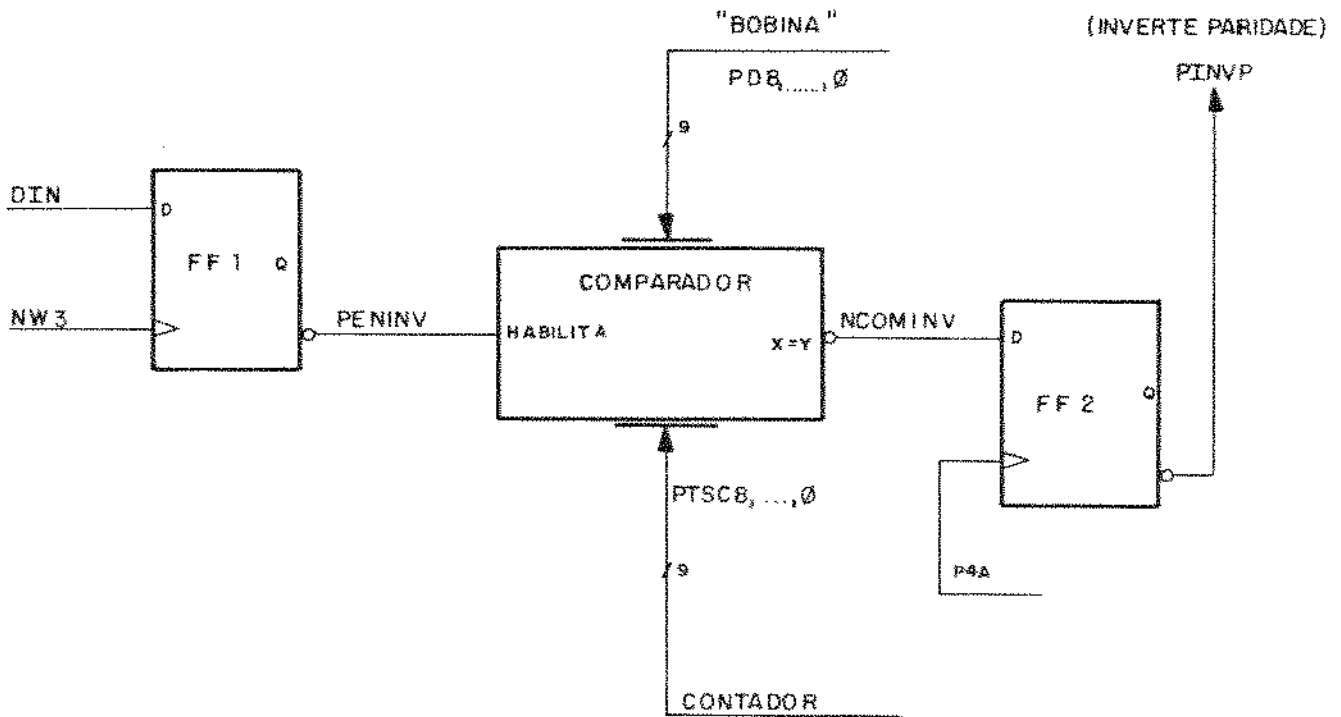 "BOBINA"
PD8,......,Ø
9
(INVERTE PARIDADE)
PINVP
DIN
D
FF1
Q
NW3
PENINV
COMPARADOR
HABILITA
X=Y
NCOMINV
D
Q
FF2
PTSC8,...,Ø
9
P4A
CONTADOR